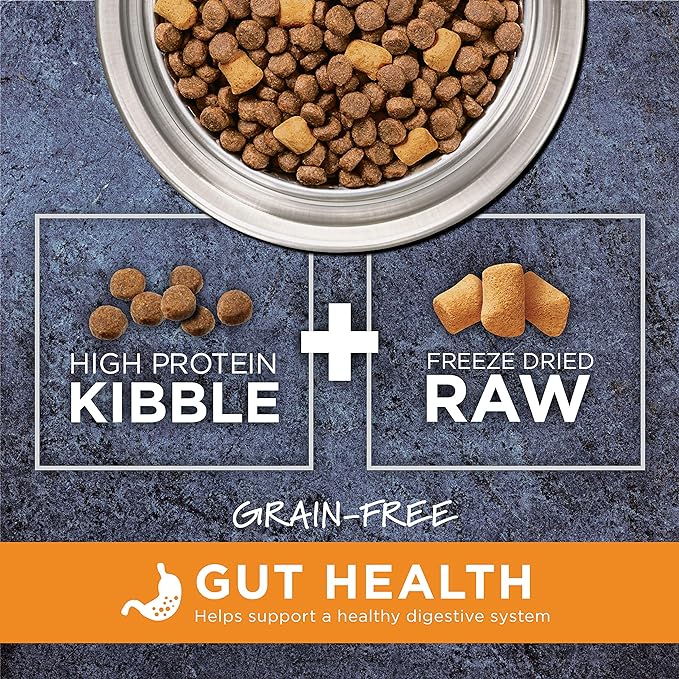 HIGH PROTEIN
KIBBLE
FREEZE DRIED
RAW
GRAIN-FREE
GUT HEALTH
Helps support a healthy digestive system